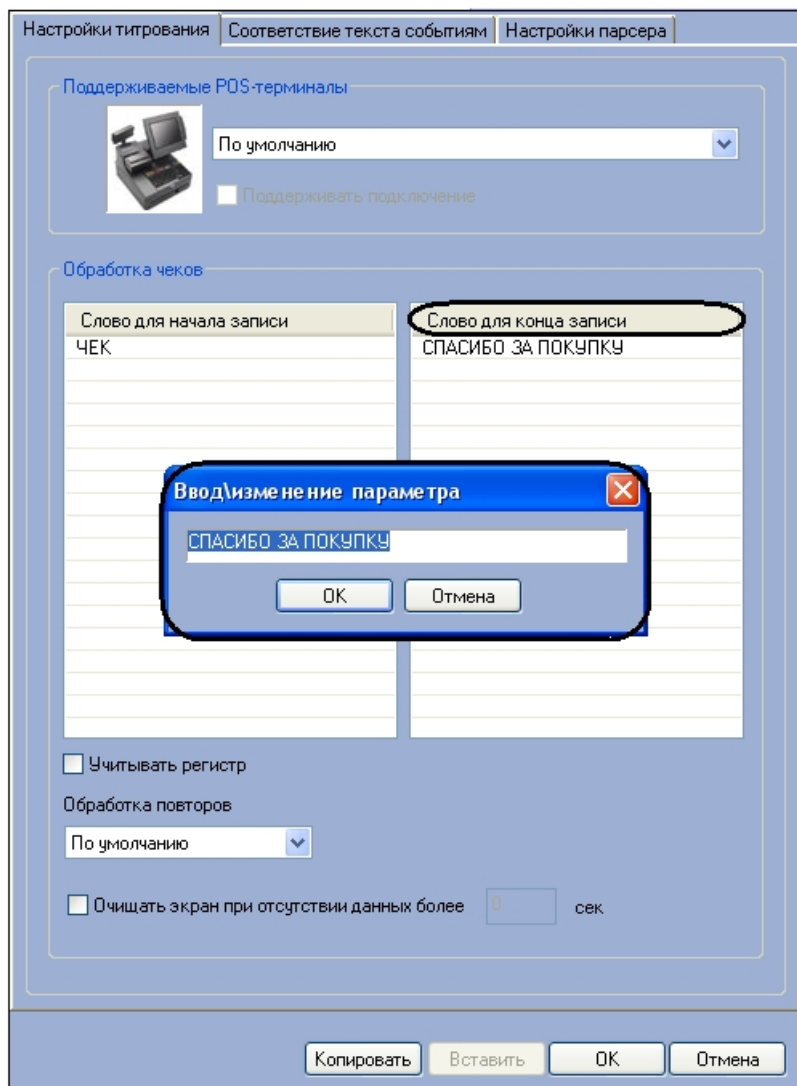 Настройки титрования Соответствие текста событиям Настройки парсера
Поддерживаемые POS-терминалы
По умолчанию
Поддерживать подключение
Обработка чеков
Слово для начала записи Слово для конца записи
ЧЕК СПАСИБО ЗА ПОКУПКУ
Ввод\изменение параметра
СПАСИБО ЗА ПОКУПКУ
OK Отмена
Учитывать регистр
Обработка повторов
По умолчанию
Очищать экран при отсутствии данных более 0 сек
Копировать Вставить OK Отмена